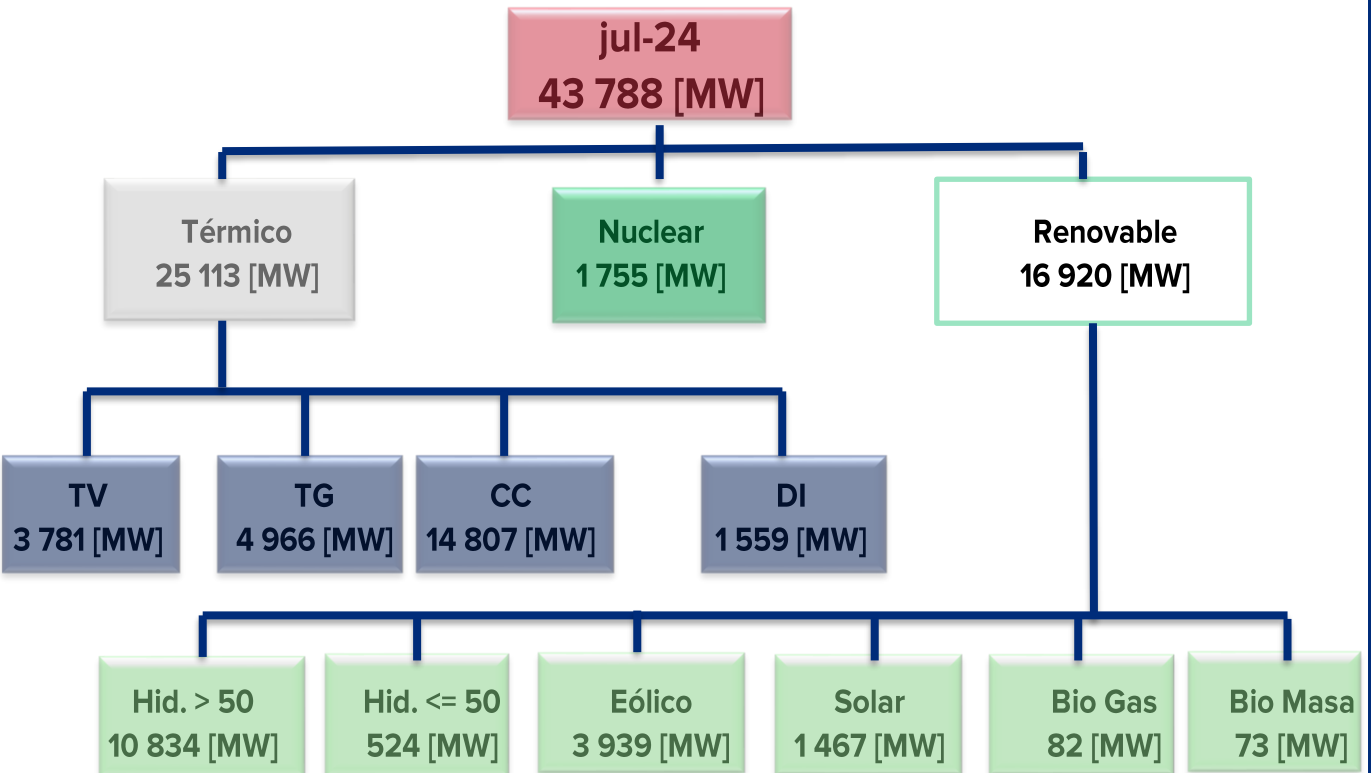 jul-24
43 788 [MW]
Térmico
25 113 [MW]
Nuclear
1 755 [MW]
Renovable
16 920 [MW]
TV
3 781 [MW]
TG
4 966 [MW]
CC
14 807 [MW]
DI
1 559 [MW]
Hid. > 50
10 834 [MW]
Hid. <= 50
524 [MW]
Eólico
3 939 [MW]
Solar
1 467 [MW]
Bio Gas
82 [MW]
Bio Masa
73 [MW]